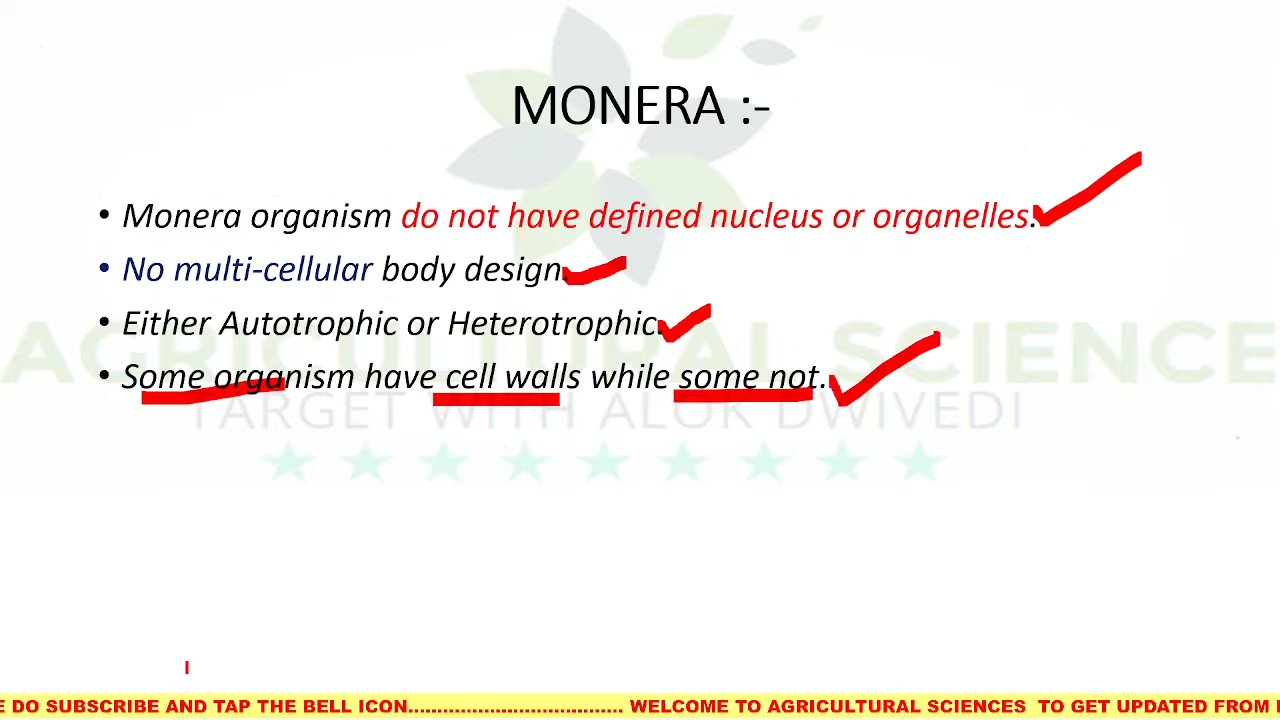 MONERA :-
• Monera organism do not have defined nucleus or organelles.
• No multi-cellular body design.
• Either Autotrophic or Heterotrophic.
• Some organism have cell walls while some not.
AGRICULTURAL SCIENCE
TARGET WITH ALOK DWIVEDI
E DO SUBSCRIBE AND TAP THE BELL ICON....................................... WELCOME TO AGRICULTURAL SCIENCES TO GET UPDATED FROM